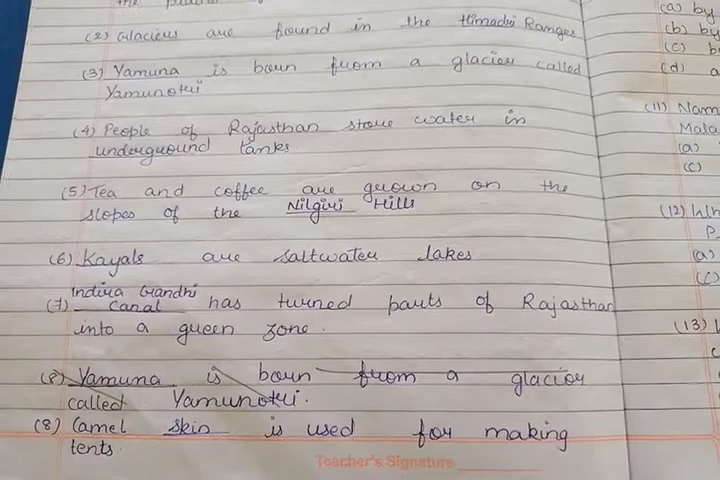 the
(2) Glaciers are found in the Himadri Ranges
(3) Yamuna is born from a glacier called
Yamunotri
(4) People of Rajasthan store water in
underground tanks
(5) Tea and coffee are grown on the
slopes of the Nilgiri Hills
(6) Kayals are saltwater lakes
Indira Gandhi
(7) Canal has turned parts of Rajasthan
into a green zone.
(8) Yamuna is born from a glacier
called Yamunotri.
(8) Camel skin is used for making
tents.
Teacher's Signature
(a) by
(b) by
(c) b
(d) a
(11) Nam
Mala
(a)
(c)
(12) Wh
P
(a)
(c)
(13)